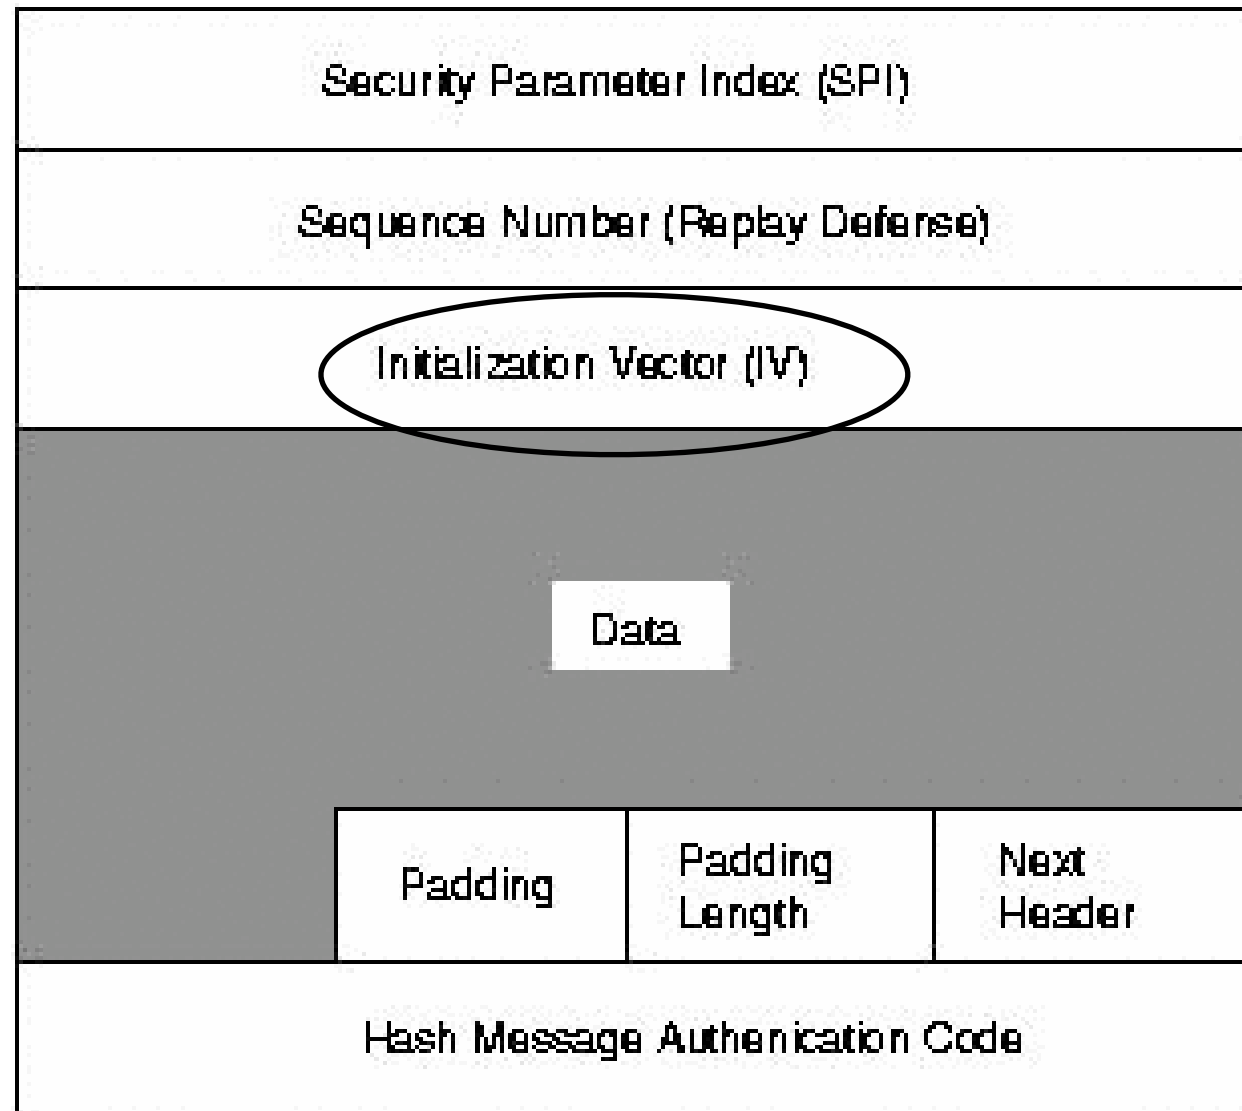 Security Parameter Index (SPI)
Sequence Number (Replay Defense)
Initialization Vector (IV)
Data
Padding
Padding
Length
Next
Header
Hash Message Authenication Code